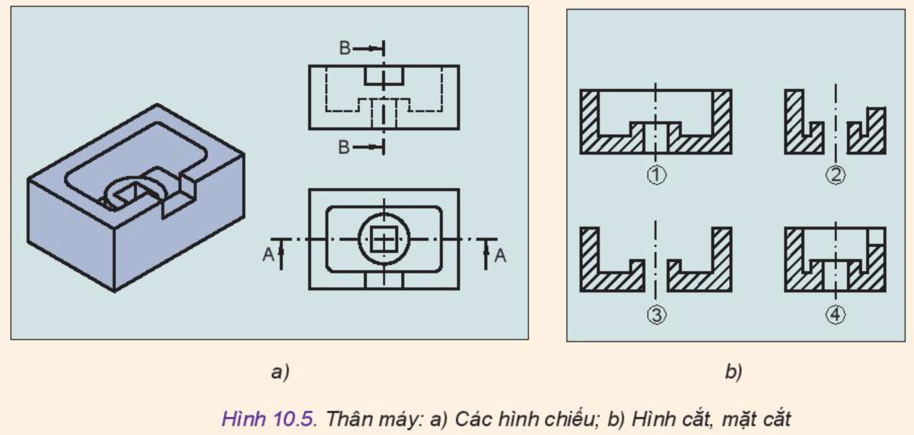 B
B
A
A
①
②
③
④
a)
b)
Hình 10.5. Thân máy: a) Các hình chiếu; b) Hình cắt, mặt cắt